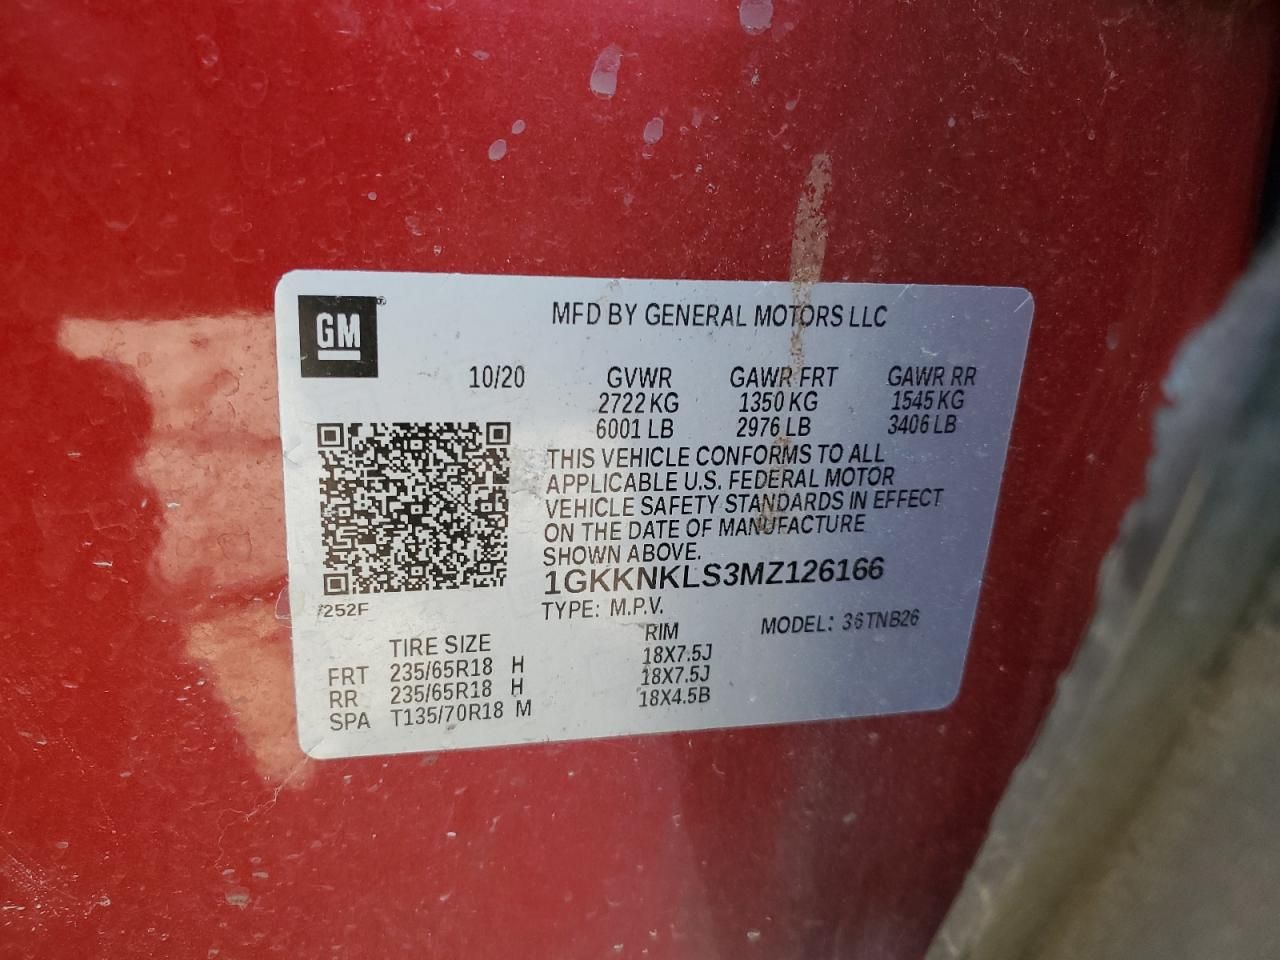 GM
MFD BY GENERAL MOTORS LLC
10/20 GVWR GAWR FRT GAWR RR
2722 KG 1350 KG 1545 KG
6001 LB 2976 LB 3406 LB
THIS VEHICLE CONFORMS TO ALL
APPLICABLE U.S. FEDERAL MOTOR
VEHICLE SAFETY STANDARDS IN EFFECT
ON THE DATE OF MANUFACTURE
SHOWN ABOVE.
1GKKNKLS3MZ126166
/252F
TYPE: M.P.V. MODEL: 36TNB26
TIRE SIZE RIM
FRT 235/65R18 H 18X7.5J
RR 235/65R18 H 18X7.5J
SPA T135/70R18 M 18X4.5B